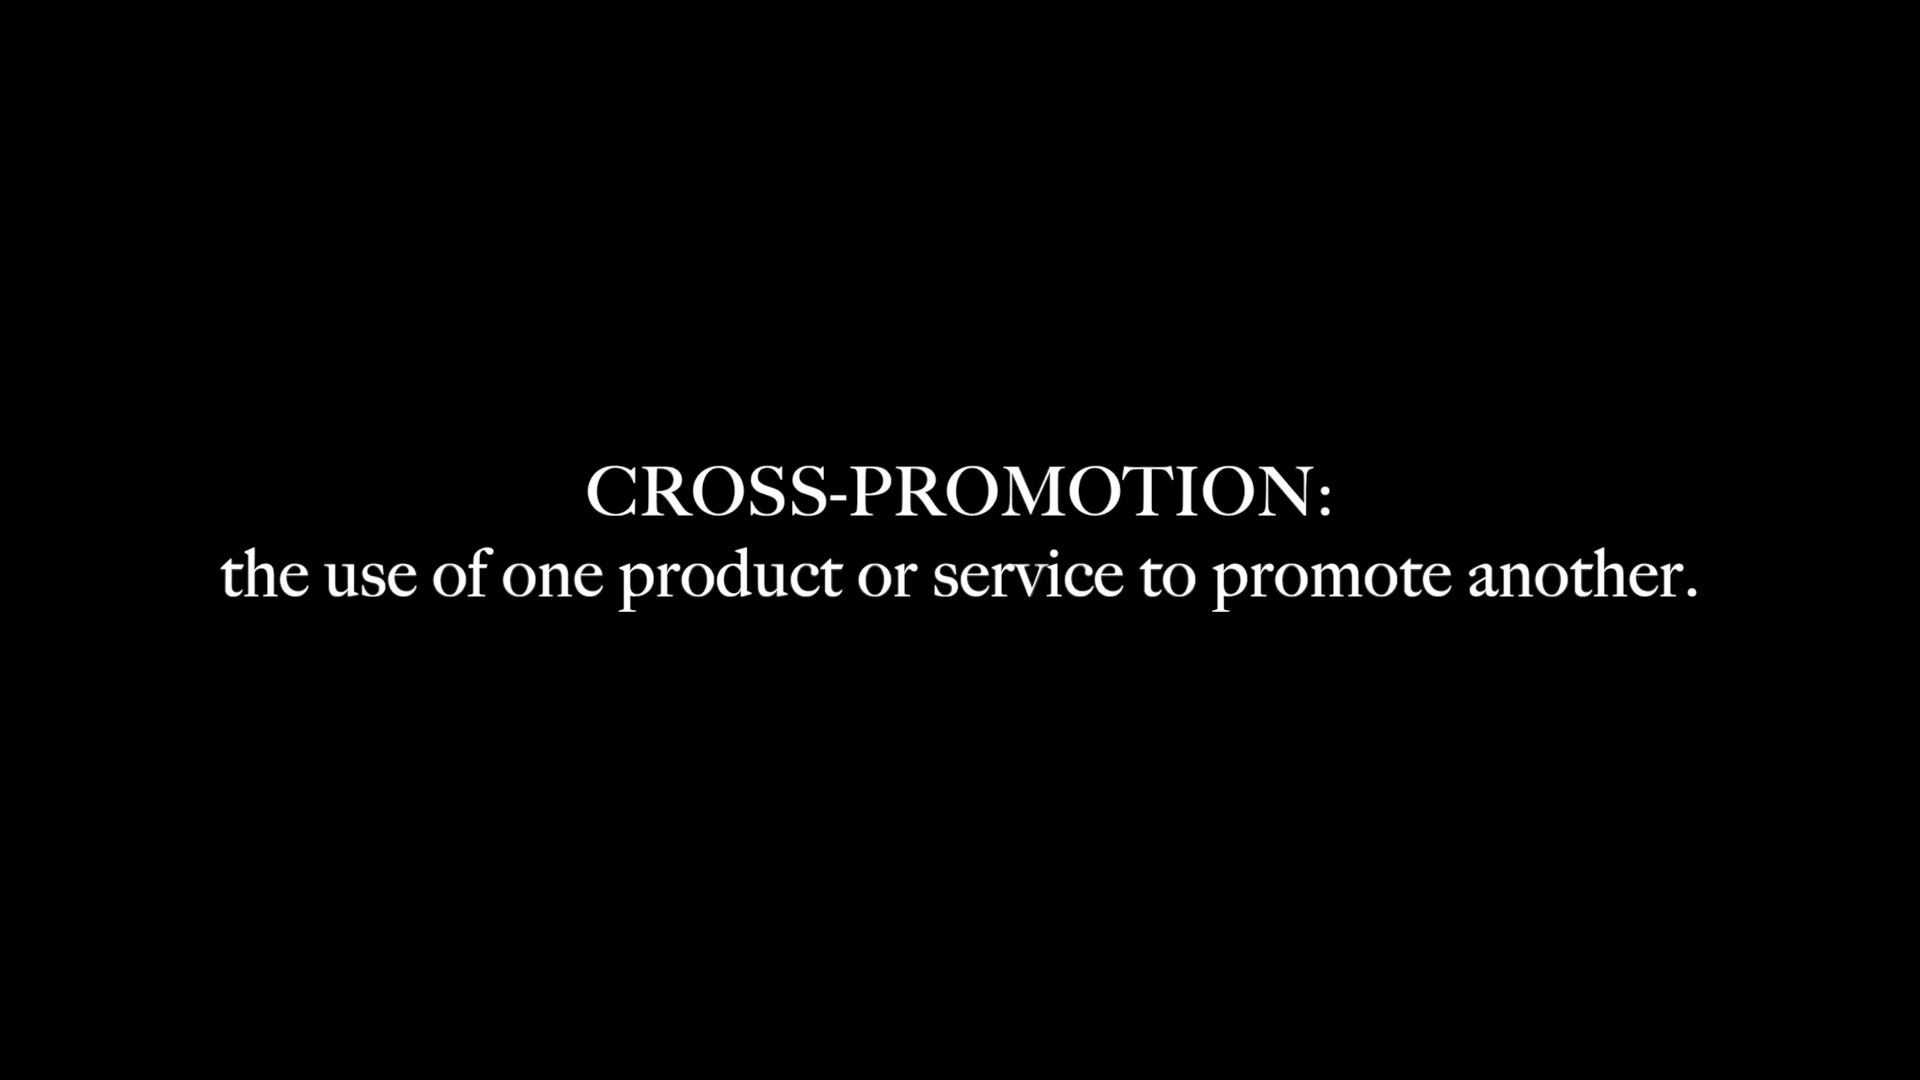 CROSS-PROMOTION:
the use of one product or service to promote another.